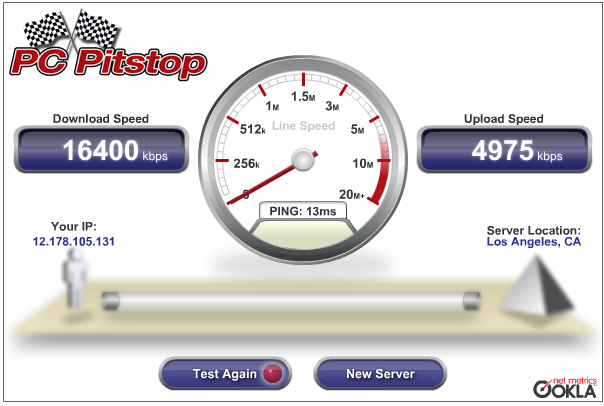 PC Pitstop
Download Speed
16400 kbps
Upload Speed
4975 kbps
Line Speed
0
256k
512k
1M
1.5M
3M
5M
10M
20M+
PING: 13ms
Your IP:
12.178.105.131
Server Location:
Los Angeles, CA
Test Again
New Server
net metrics
OOKLA